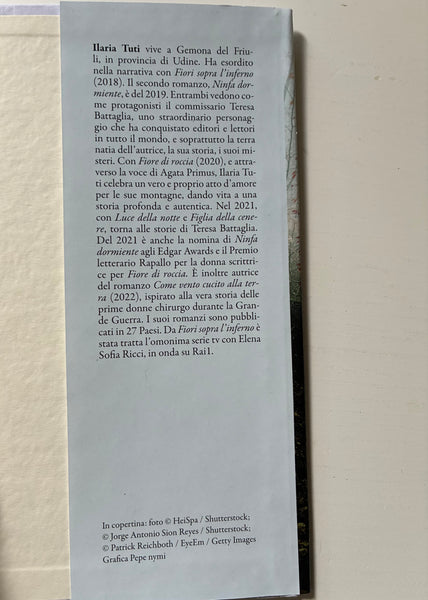 Ilaria Tuti vive a Gemona del Friu-
li, in provincia di Udine. Ha esordito
nella narrativa con Fiori sopra l'inferno
(2018). Il secondo romanzo, Ninfa dor-
miente, è del 2019. Entrambi vedono co-
me protagonisti il commissario Teresa
Battaglia, uno straordinario personag-
gio che ha conquistato editori e lettori
in tutto il mondo, e soprattutto la terra
natia dell'autrice, la sua storia, i suoi mi-
steri. Con Fiore di roccia (2020), e attra-
verso la voce di Agata Primus, Ilaria Tu-
ti celebra un vero e proprio atto d'amore
per le sue montagne, dando vita a una
storia profonda e autentica. Nel 2021,
con Luce della notte e Figlia della cene-
re, torna alle storie di Teresa Battaglia.
Del 2021 è anche la nomina di Ninfa
dormiente agli Edgar Awards e il Premio
letterario Rapallo per la donna scrittri-
ce per Fiore di roccia. È inoltre autrice
del romanzo Come vento cucito alla ter-
ra (2022), ispirato alla vera storia delle
prime donne chirurgo durante la Gran-
de Guerra. I suoi romanzi sono pubbli-
cati in 27 Paesi. Da Fiori sopra l'inferno è
stata tratta l'omonima serie tv con Elena
Sofia Ricci, in onda su Rai1.
In copertina: foto © HeiSpa / Shutterstock;
© Jorge Antonio Sion Reyes / Shutterstock;
© Patrick Reichboth / EyeEm / Getty Images
Grafica Pepe nymi